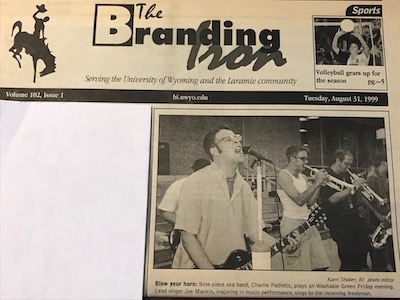 The
Branding
Iron
Serving the University of Wyoming and the Laramie community
Sports
Volleyball gears up for
the season
pg—5
Volume 102, Issue 1
bi.uwyo.edu
Tuesday, August 31, 1999
Kami Shober, BI photo editor
Blow your horn: Nine-piece ska band, Charlie Pathetic, plays on Washakie Green Friday evening.
Lead singer Joe Mankin, majoring in music performance, sings to the incoming freshmen.